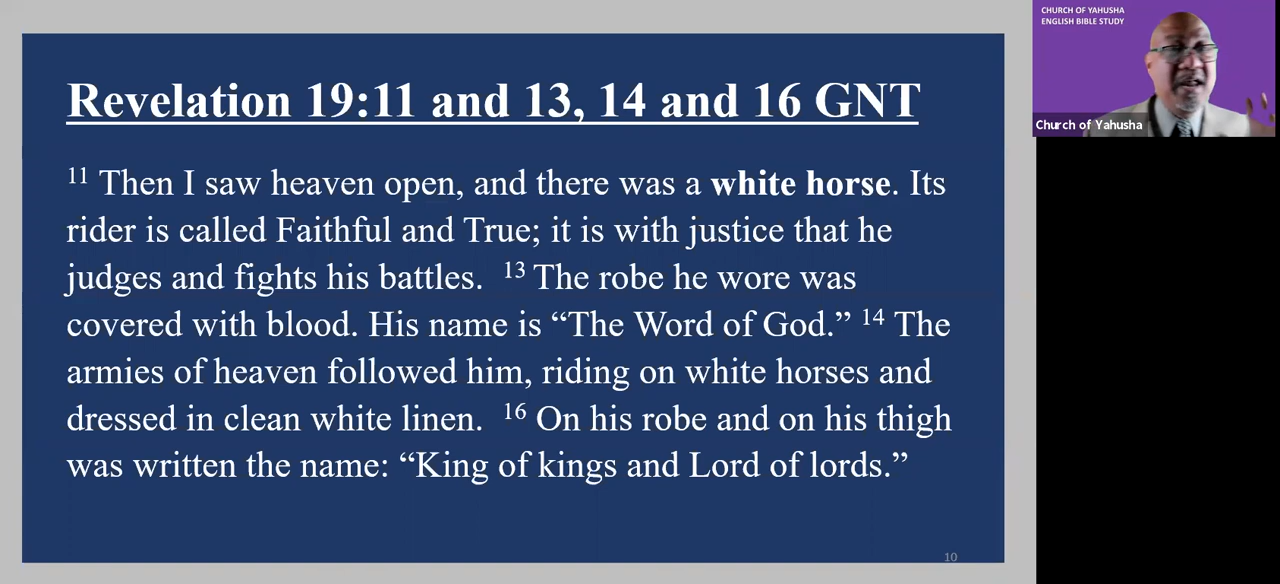 Revelation 19:11 and 13, 14 and 16 GNT
11 Then I saw heaven open, and there was a white horse. Its
rider is called Faithful and True; it is with justice that he
judges and fights his battles. 13 The robe he wore was
covered with blood. His name is “The Word of God.” 14 The
armies of heaven followed him, riding on white horses and
dressed in clean white linen. 16 On his robe and on his thigh
was written the name: “King of kings and Lord of lords.”
10
CHURCH OF YAHUSHA
ENGLISH BIBLE STUDY
Church of Yahusha